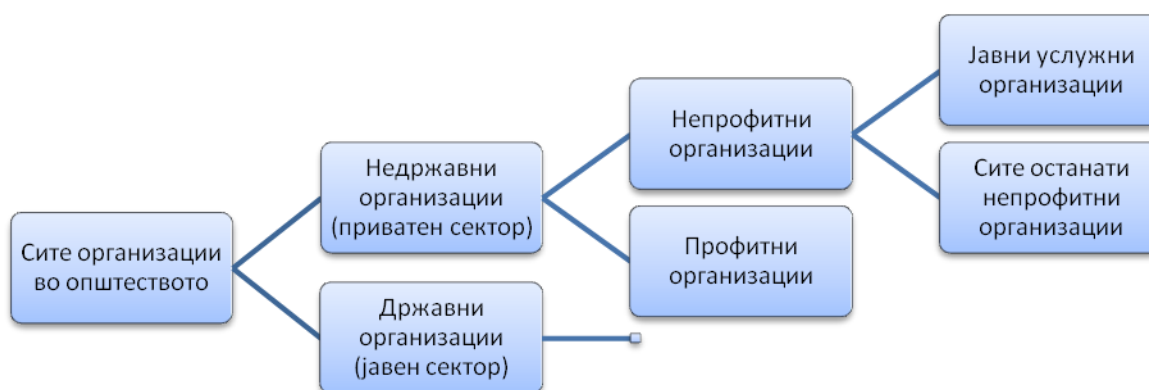 Сите организации
во општеството
Недржавни
организации
(приватен сектор)
Државни
организации
(јавен сектор)
Непрофитни
организации
Профитни
организации
Јавни услужни
организации
Сите останати
непрофитни
организации